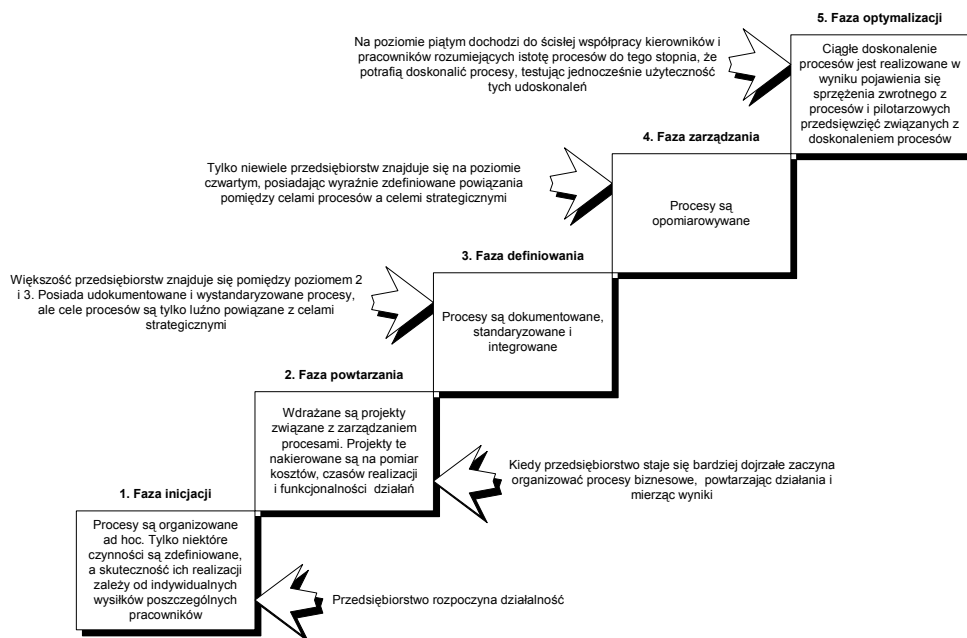 5. Faza optymalizacji
Na poziomie piątym dochodzi do ścisłej współpracy kierowników i
pracowników rozumiejących istotę procesów do tego stopnia, że
potrafią doskonalić procesy, testując jednocześnie użyteczność
tych udoskonaleń
Ciągłe doskonalenie
procesów jest realizowane w
wyniku pojawienia się
sprzężenia zwrotnego z
procesów i pilotarzowych
przedsięwzięć związanych z
doskonaleniem procesów
4. Faza zarządzania
Tylko niewiele przedsiębiorstw znajduje się na poziomie
czwartym, posiadając wyraźnie zdefiniowane powiązania
pomiędzy celami procesów a celemi strategicznymi
Procesy są
opomiarowywane
3. Faza definiowania
Większość przedsiębiorstw znajduje się pomiędzy poziomem 2
i 3. Posiada udokumentowane i wystandaryzowane procesy,
ale cele procesów są tylko luźno powiązane z celami
strategicznymi
Procesy są dokumentowane,
standaryzowane i
integrowane
2. Faza powtarzania
Wdrażane są projekty
związane z zarządzaniem
procesami. Projekty te
nakierowane są na pomiar
kosztów, czasów realizacji
i funkcjonalności działań
Kiedy przedsiębiorstwo staje się bardziej dojrzałe zaczyna
organizować procesy biznesowe, powtarzając działania i
mierząc wyniki
1. Faza inicjacji
Procesy są organizowane
ad hoc. Tylko niektóre
czynności są zdefiniowane,
a skuteczność ich realizacji
zależy od indywidualnych
wysiłków poszczególnych
pracowników
Przedsiębiorstwo rozpoczyna działalność